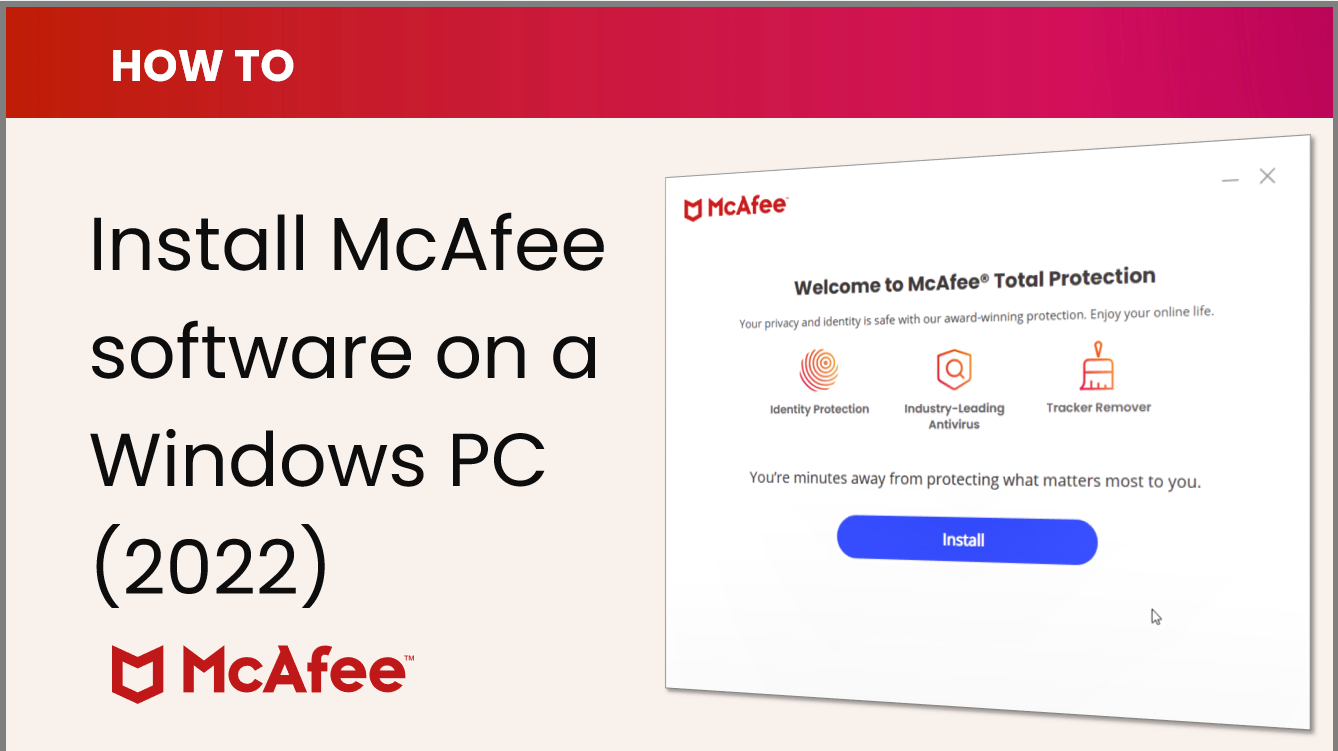 HOW TO
Install McAfee
software on a
Windows PC
(2022)
McAfee™
McAfee™
Welcome to McAfee® Total Protection
Your privacy and identity is safe with our award-winning protection. Enjoy your online life.
Identity Protection
Industry-Leading
Antivirus
Tracker Remover
You're minutes away from protecting what matters most to you.
Install